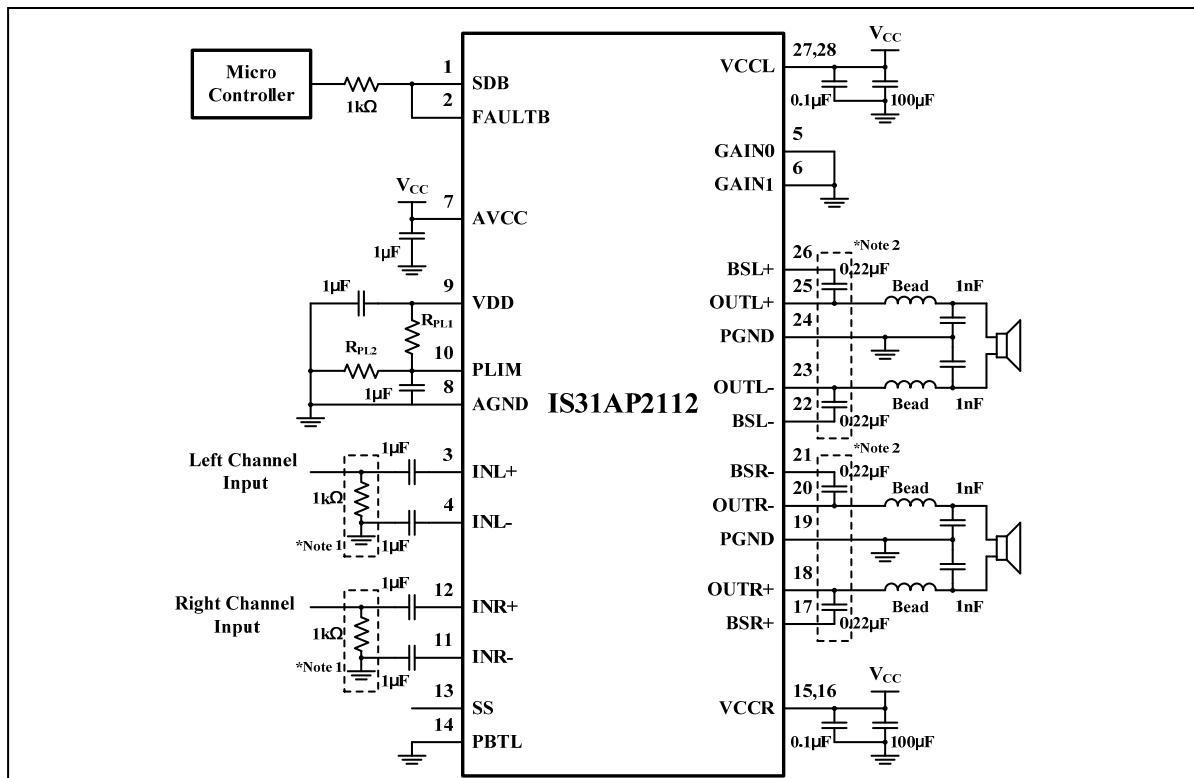 Micro
Controller
1kΩ
1
SDB
2
FAULTB
V_CC
7
AVCC
1µF
1µF
9
VDD
R_PL1
R_PL2
10
PLIM
1µF
8
AGND
Left Channel
Input
1µF
3
INL+
1kΩ
4
INL-
*Note 1
1µF
Right Channel
Input
1µF
12
INR+
1kΩ
11
INR-
*Note 1
1µF
13
SS
14
PBTL
IS31AP2112
V_CC
27,28
VCCL
0.1µF
100µF
5
GAIN0
6
GAIN1
*Note 2
26
BSL+
0.22µF
25
OUTL+
Bead
1nF
24
PGND
23
OUTL-
Bead
1nF
22
BSL-
0.22µF
*Note 2
21
BSR-
0.22µF
20
OUTR-
Bead
1nF
19
PGND
18
OUTR+
Bead
1nF
17
BSR+
0.22µF
V_CC
15,16
VCCR
0.1µF
100µF